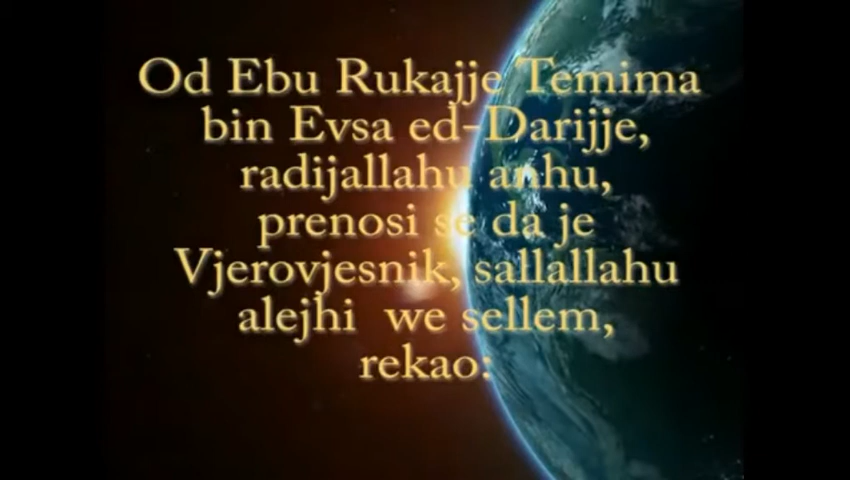 Od Ebu Rukajje Temima
bin Evsa ed-Darijje,
radijallahu anhu,
prenosi se da je
Vjerovjesnik, sallallahu
alejhi we sellem,
rekao: